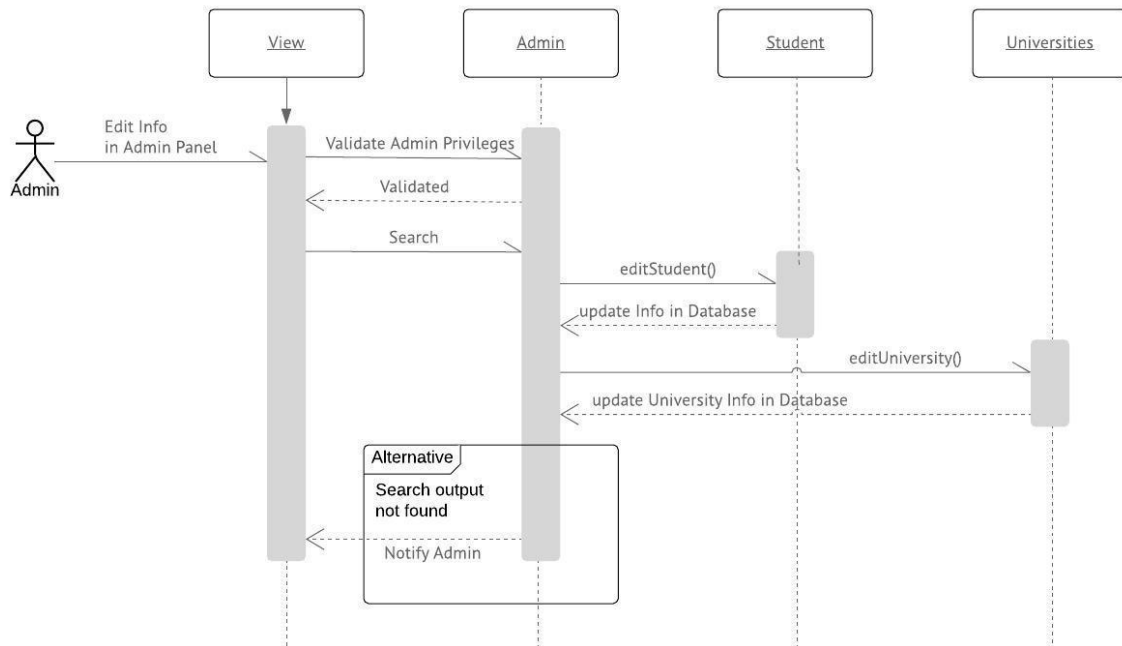 View
Admin
Student
Universities
Edit Info
in Admin Panel
Admin
Validate Admin Privileges
Validated
Search
editStudent()
update Info in Database
editUniversity()
update University Info in Database
Alternative
Search output
not found
Notify Admin